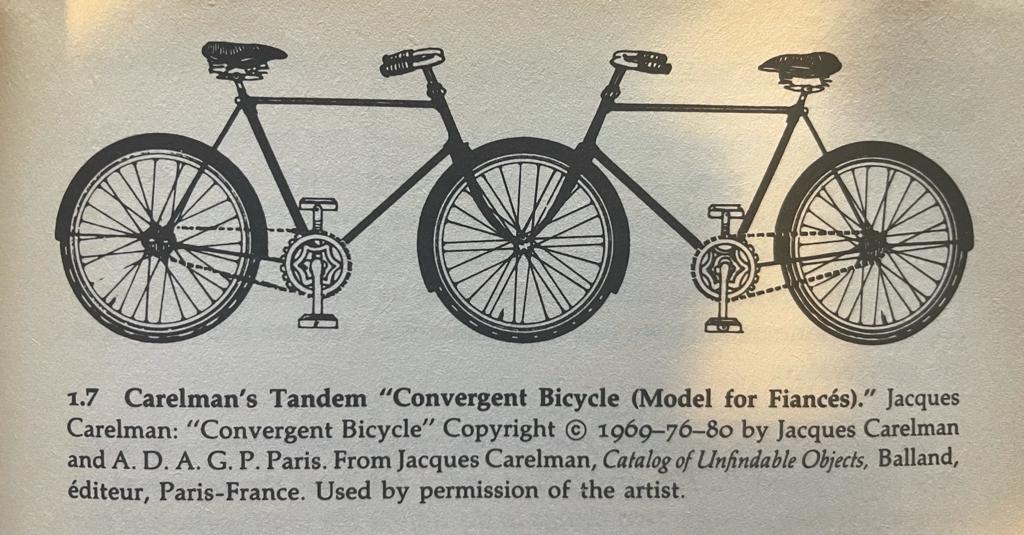 1.7 Carelman's Tandem "Convergent Bicycle (Model for Fiancés)." Jacques
Carelman: "Convergent Bicycle" Copyright © 1969–76–80 by Jacques Carelman
and A. D. A. G. P. Paris. From Jacques Carelman, Catalog of Unfindable Objects, Balland,
éditeur, Paris-France. Used by permission of the artist.